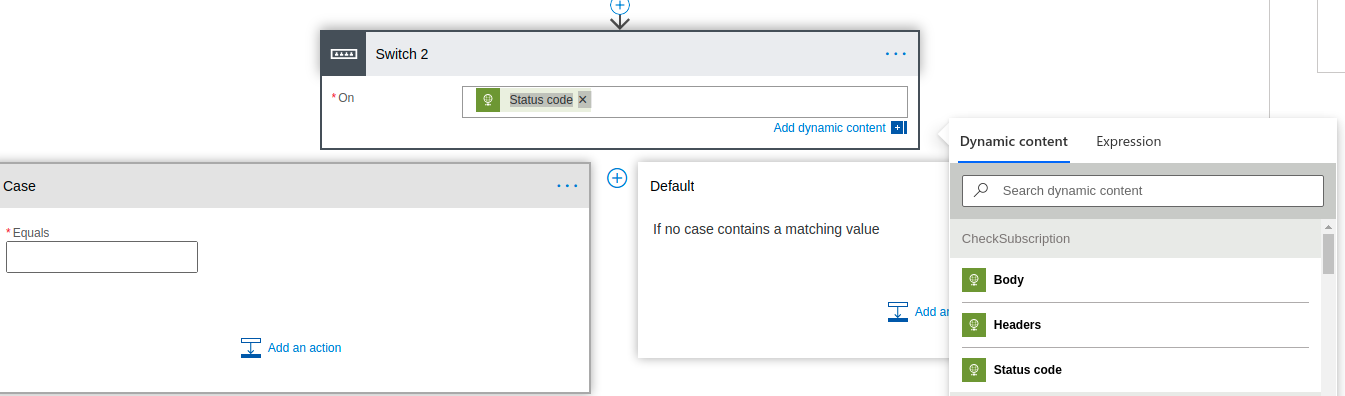 Switch 2
* On
Status code ×
Add dynamic content
Dynamic content
Expression
Search dynamic content
CheckSubscription
Body
Headers
Status code
Case
* Equals
Add an action
Default
If no case contains a matching value
Add an